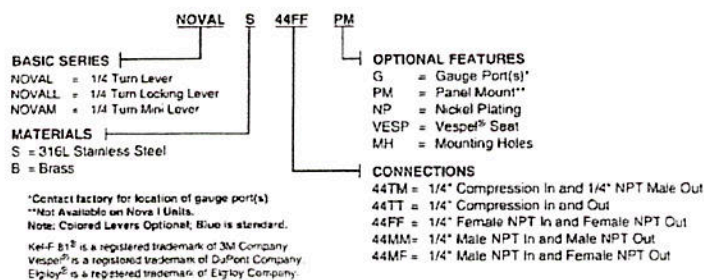 NOVAL S 44FF PM
BASIC SERIES
NOVAL = 1/4 Turn Lever
NOVALL = 1/4 Turn Locking Lever
NOVAM = 1/4 Turn Mini Lever
MATERIALS
S = 316L Stainless Steel
B = Brass
*Contact factory for location of gauge port(s)
**Not Available on Nova I Units.
Note: Colored Levers Optional; Blue is standard.
Kel-F 81® is a registered trademark of 3M Company
Vespel® is a registered trademark of DuPont Company
Elgiloy® is a registered trademark of Elgiloy Company.
OPTIONAL FEATURES
G = Gauge Port(s)*
PM = Panel Mount**
NP = Nickel Plating
VESP = Vespel® Seat
MH = Mounting Holes
CONNECTIONS
44TM = 1/4" Compression In and 1/4" NPT Male Out
44TT = 1/4" Compression In and Out
44FF = 1/4" Female NPT In and Female NPT Out
44MM= 1/4" Male NPT In and Male NPT Out
44MF = 1/4" Male NPT In and Female NPT Out